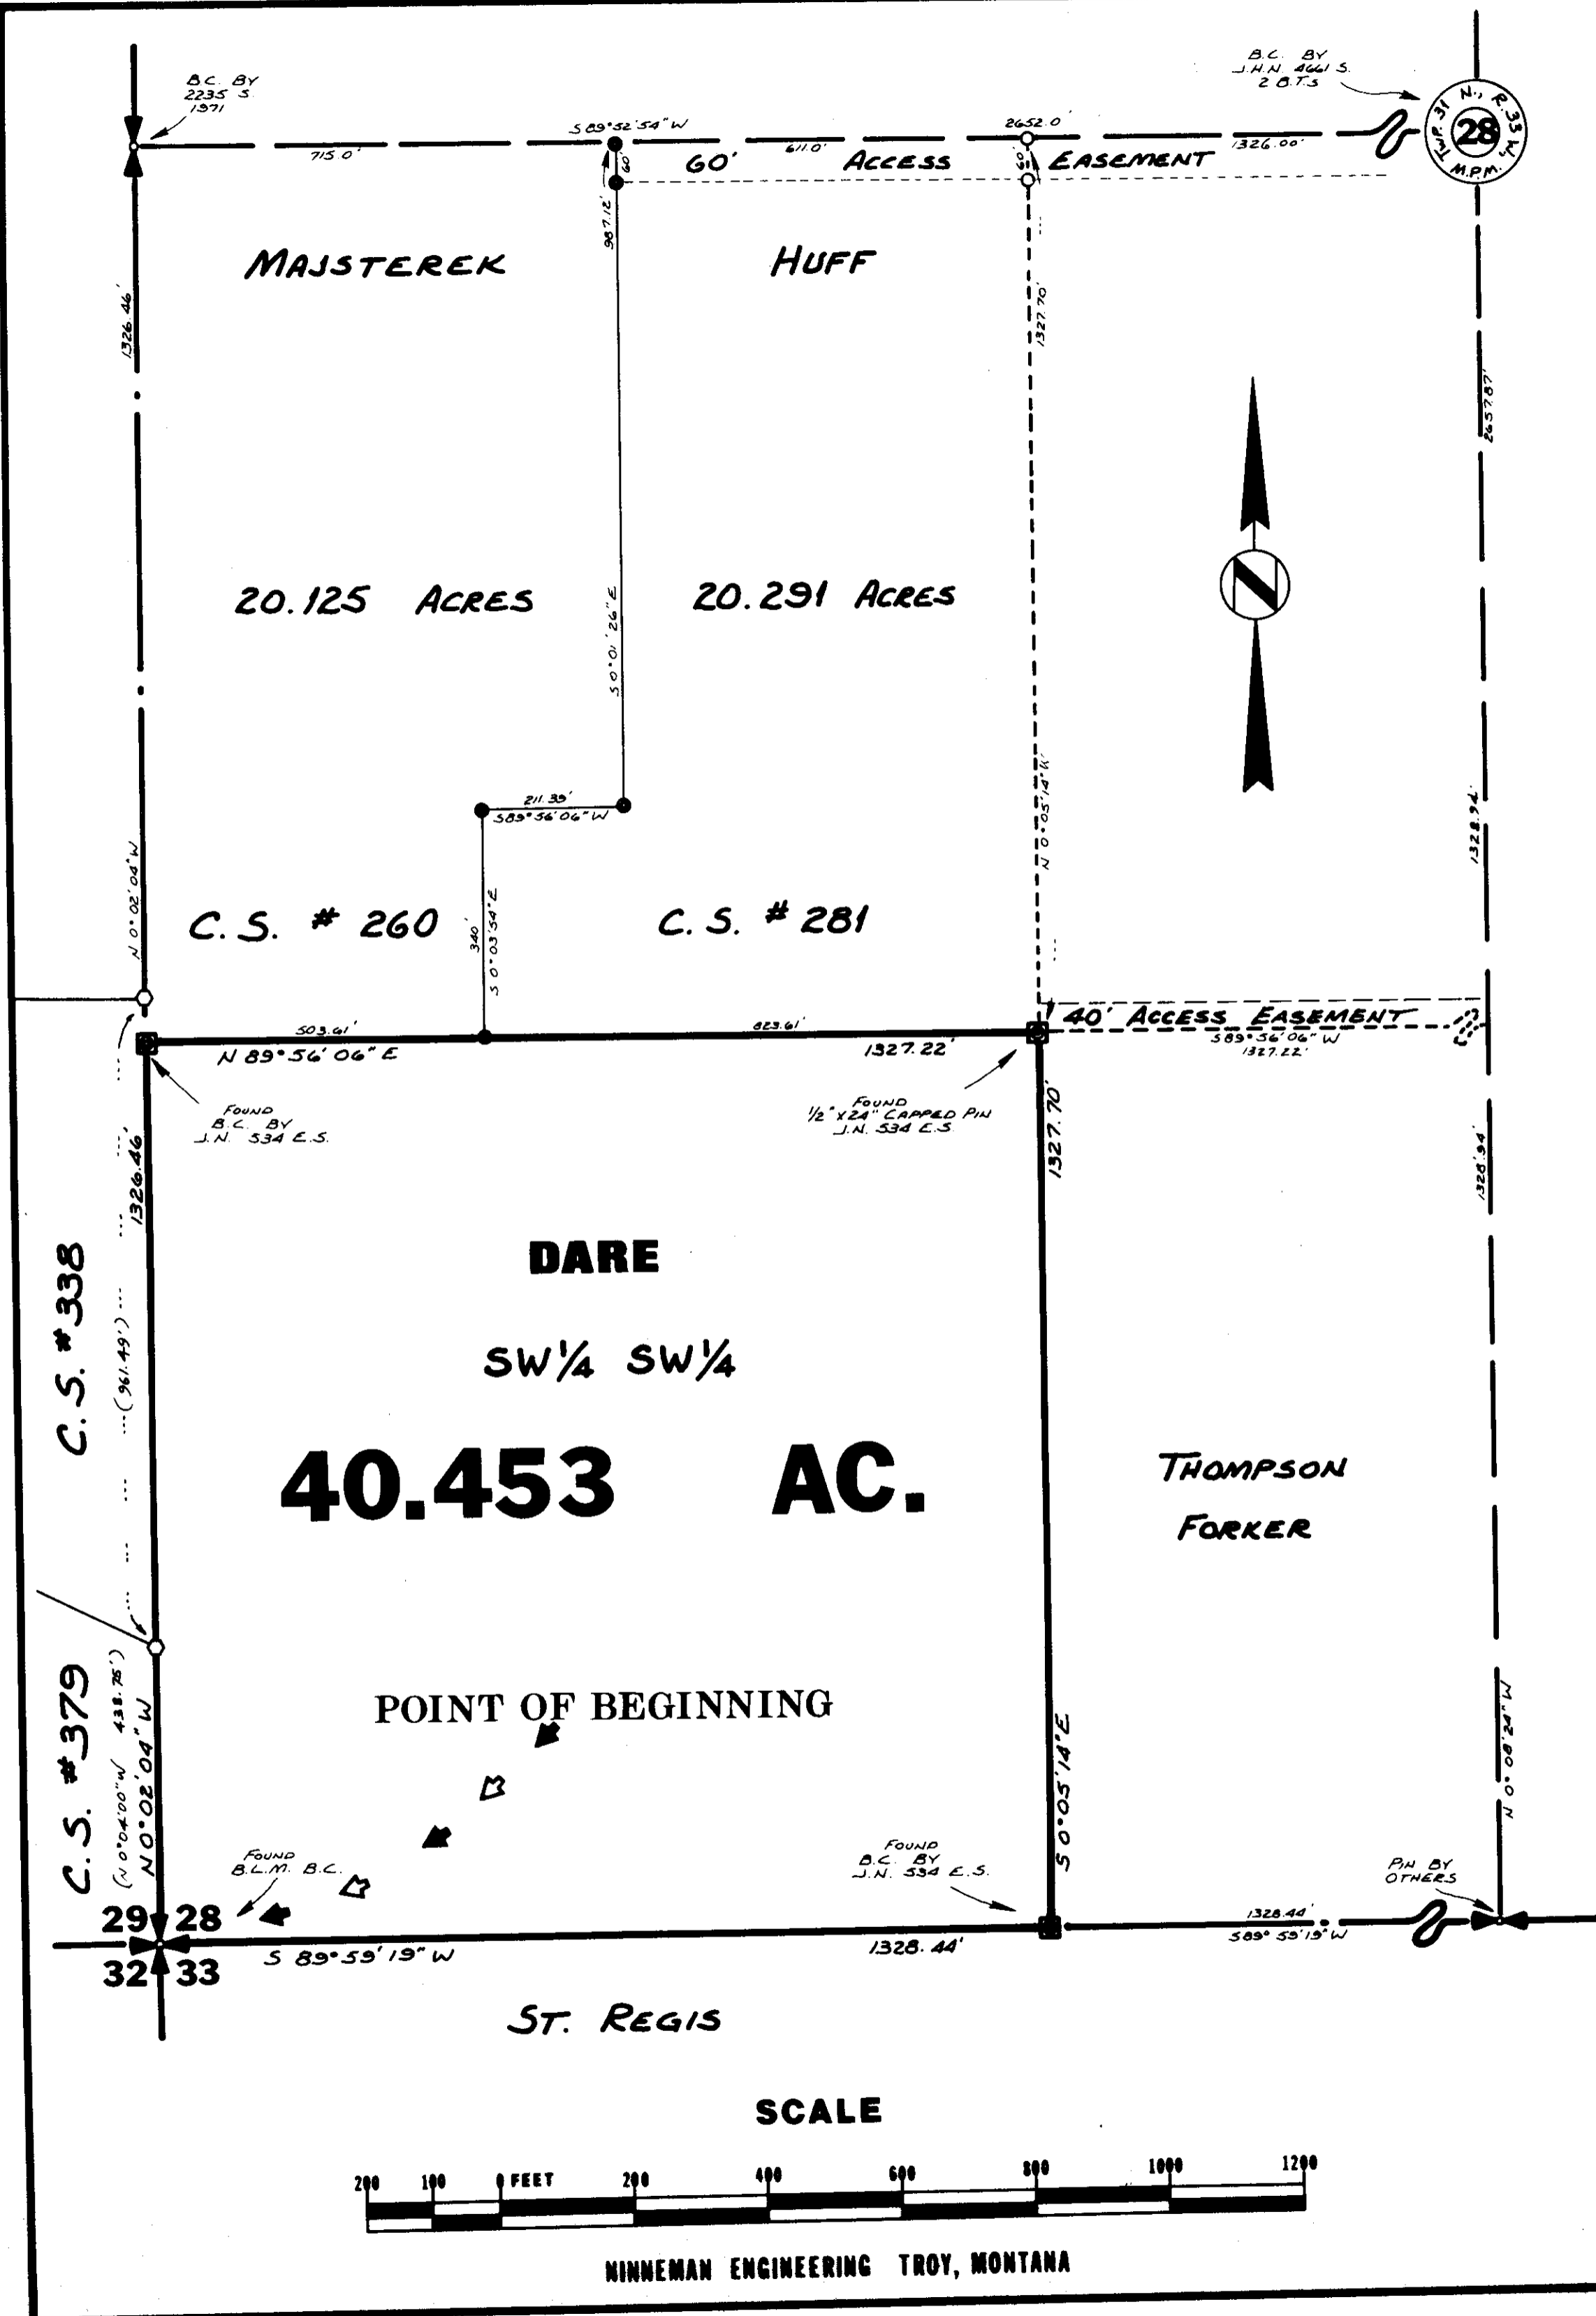 B.C. BY
2235 S.
1971
B.C. BY
J.H.N. 4661 S.
2 B.T.S
TWP. 31 N., R. 33 W., M.P.M.
28
S 89° 52' 54" W
2652.0'
715.0'
611.0'
1326.00'
60'
60' ACCESS EASEMENT
60'
987.12'
MAJSTEREK
HUFF
1326.46'
1327.70'
2657.87'
N
20.125 ACRES
20.291 ACRES
S 0° 01' 26" E
211.39'
S 89° 56' 06" W
N 0° 05' 14" W
1328.94'
N 0° 02' 04" W
C.S. # 260
C.S. # 281
340'
S 0° 03' 54" E
503.61'
823.61'
N 89° 56' 06" E
1327.22'
40' ACCESS EASEMENT
S 89° 56' 06" W
1327.22'
FOUND
B.C. BY
J.N. 534 E.S.
FOUND
1/2" X 24" CAPPED PIN
J.N. 534 E.S.
1326.46'
1327.70'
1328.94'
DARE
SW 1/4 SW 1/4
40.453 AC.
C.S. # 338
(961.49')
THOMPSON
FORKER
POINT OF BEGINNING
C.S. # 379
(N 0° 04' 00" W 438.75')
N 0° 02' 04" W
S 0° 05' 14" E
N 0° 08' 24" W
FOUND
B.L.M. B.C.
FOUND
B.C. BY
J.N. 534 E.S.
PIN BY
OTHERS
29 28
32 33
S 89° 59' 19" W
1328.44'
1328.44'
S 89° 59' 19" W
ST. REGIS
SCALE
200 100 0 FEET 200 400 600 800 1000 1200
NINNEMAN ENGINEERING TROY, MONTANA